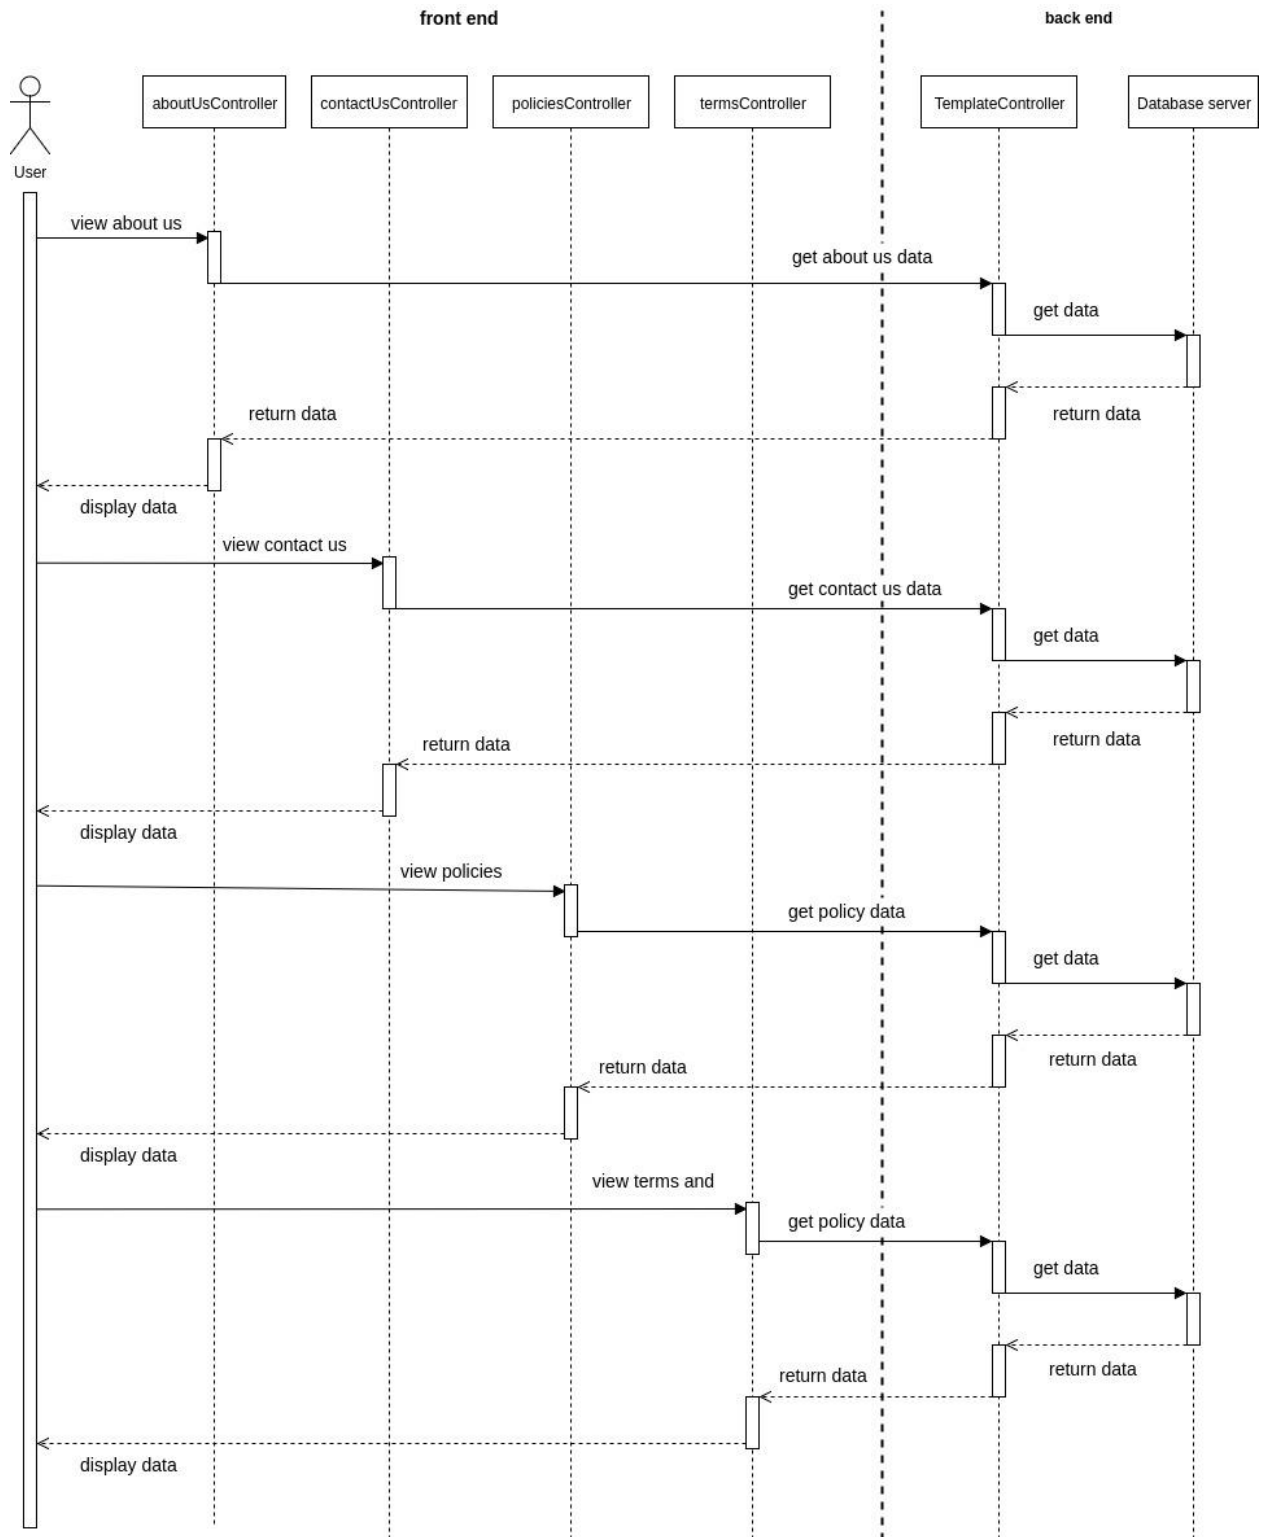 front end
back end
aboutUsController
contactUsController
policiesController
termsController
TemplateController
Database server
User
view about us
get about us data
get data
return data
return data
display data
view contact us
get contact us data
get data
return data
return data
display data
view policies
get policy data
get data
return data
return data
display data
view terms and
get policy data
get data
return data
return data
display data